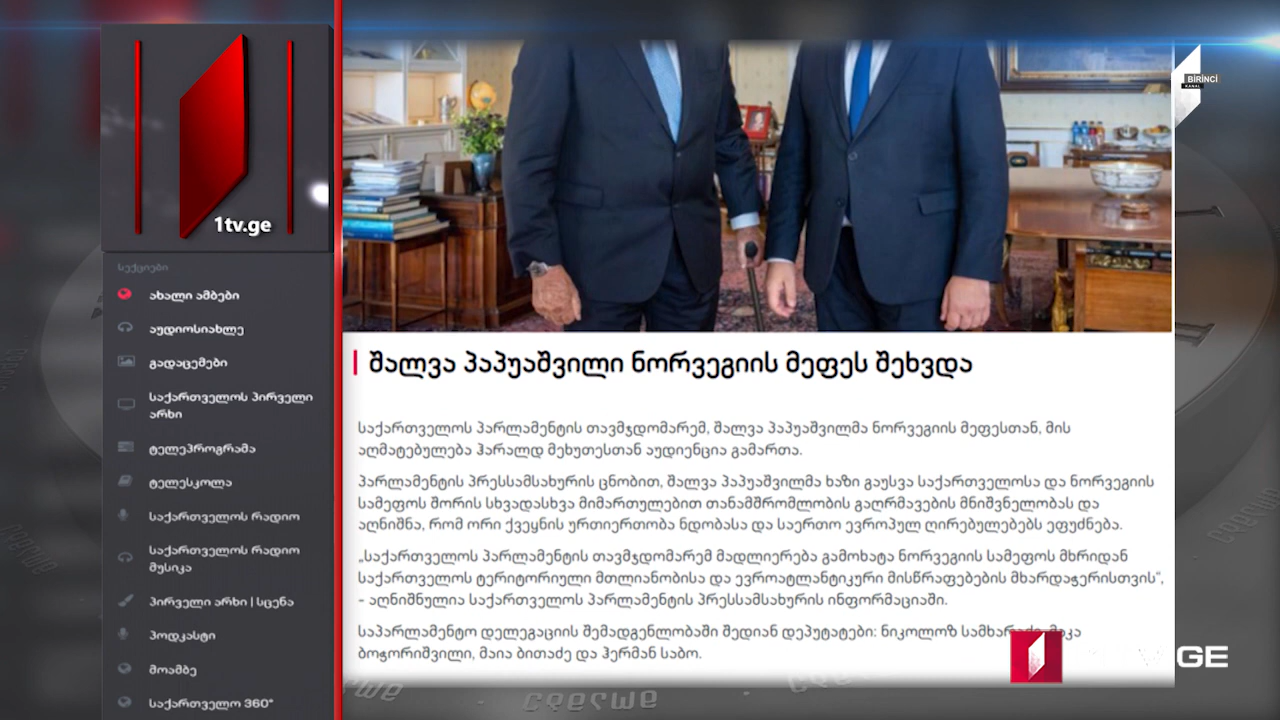 1tv.ge
სექციები
ახალი ამბები
აუდიოსიახლე
გადაცემები
საქართველოს პირველი
არხი
ტელეპროგრამა
ტელესკოლა
საქართველოს რადიო
საქართველოს რადიო
მუსიკა
პირველი არხი | სცენა
პოდკასტი
მოამბე
საქართველო 360°
BİRİNCİ
KANAL
შალვა პაპუაშვილი ნორვეგიის მეფეს შეხვდა
საქართველოს პარლამენტის თავმჯდომარემ, შალვა პაპუაშვილმა ნორვეგიის მეფესთან, მის
აღმატებულება ჰარალდ მეხუთესთან აუდიენცია გამართა.
პარლამენტის პრესსამსახურის ცნობით, შალვა პაპუაშვილმა ხაზი გაუსვა საქართველოსა და ნორვეგიის
სამეფოს შორის სხვადასხვა მიმართულებით თანამშრომლობის გაღრმავების მნიშვნელობას და
აღნიშნა, რომ ორი ქვეყნის ურთიერთობა ნდობასა და საერთო ევროპულ ღირებულებებს ეფუძნება.
„საქართველოს პარლამენტის თავმჯდომარემ მადლიერება გამოხატა ნორვეგიის სამეფოს მხრიდან
საქართველოს ტერიტორიული მთლიანობისა და ევროატლანტიკური მისწრაფებების მხარდაჭერისთვის“,
– აღნიშნულია საქართველოს პარლამენტის პრესსამსახურის ინფორმაციაში.
საპარლამენტო დელეგაციის შემადგენლობაში შედიან დეპუტატები: ნიკოლოზ
ბოჭორიშვილი, მაია ბითაძე და ჰერმან საბო.
GE